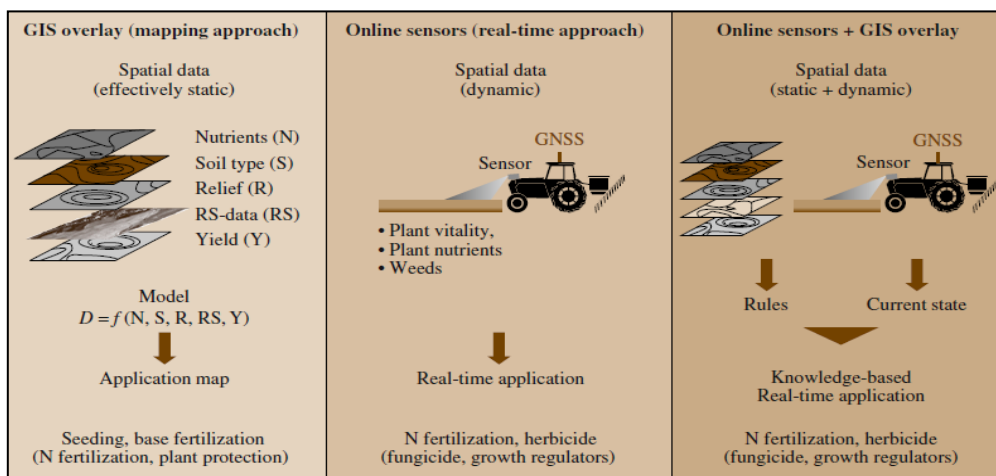 GIS overlay (mapping approach)
Spatial data
(effectively static)
Nutrients (N)
Soil type (S)
Relief (R)
RS-data (RS)
Yield (Y)
Model
D = f (N, S, R, RS, Y)
Application map
Seeding, base fertilization
(N fertilization, plant protection)
Online sensors (real-time approach)
Spatial data
(dynamic)
GNSS
Sensor
• Plant vitality,
• Plant nutrients
• Weeds
Real-time application
N fertilization, herbicide
(fungicide, growth regulators)
Online sensors + GIS overlay
Spatial data
(static + dynamic)
GNSS
Sensor
Rules
Current state
Knowledge-based
Real-time application
N fertilization, herbicide
(fungicide, growth regulators)